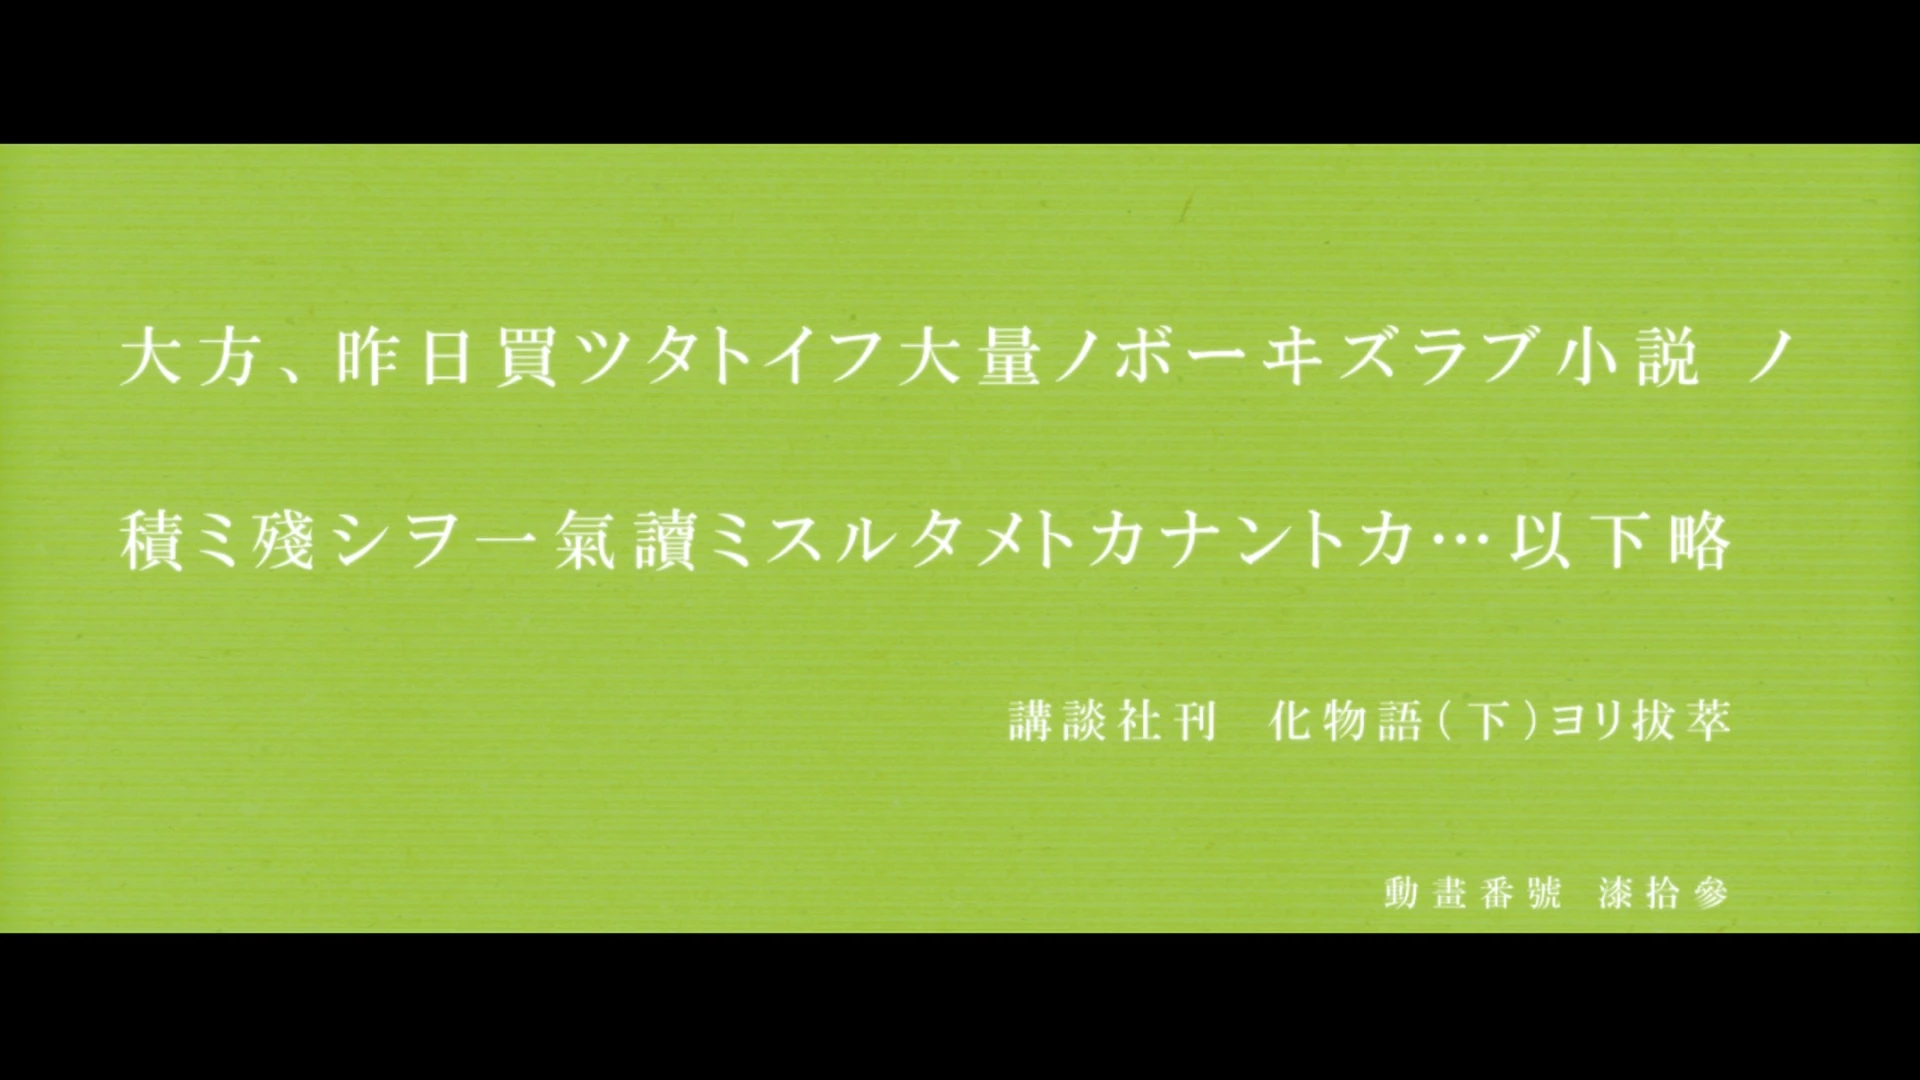 大方、昨日買ツタトイフ大量ノボーヰズラブ小説 ノ
積ミ殘シヲ一氣讀ミスルタメトカナントカ…以下略
講談社刊　化物語（下）ヨリ拔萃
動畫番號 漆拾參